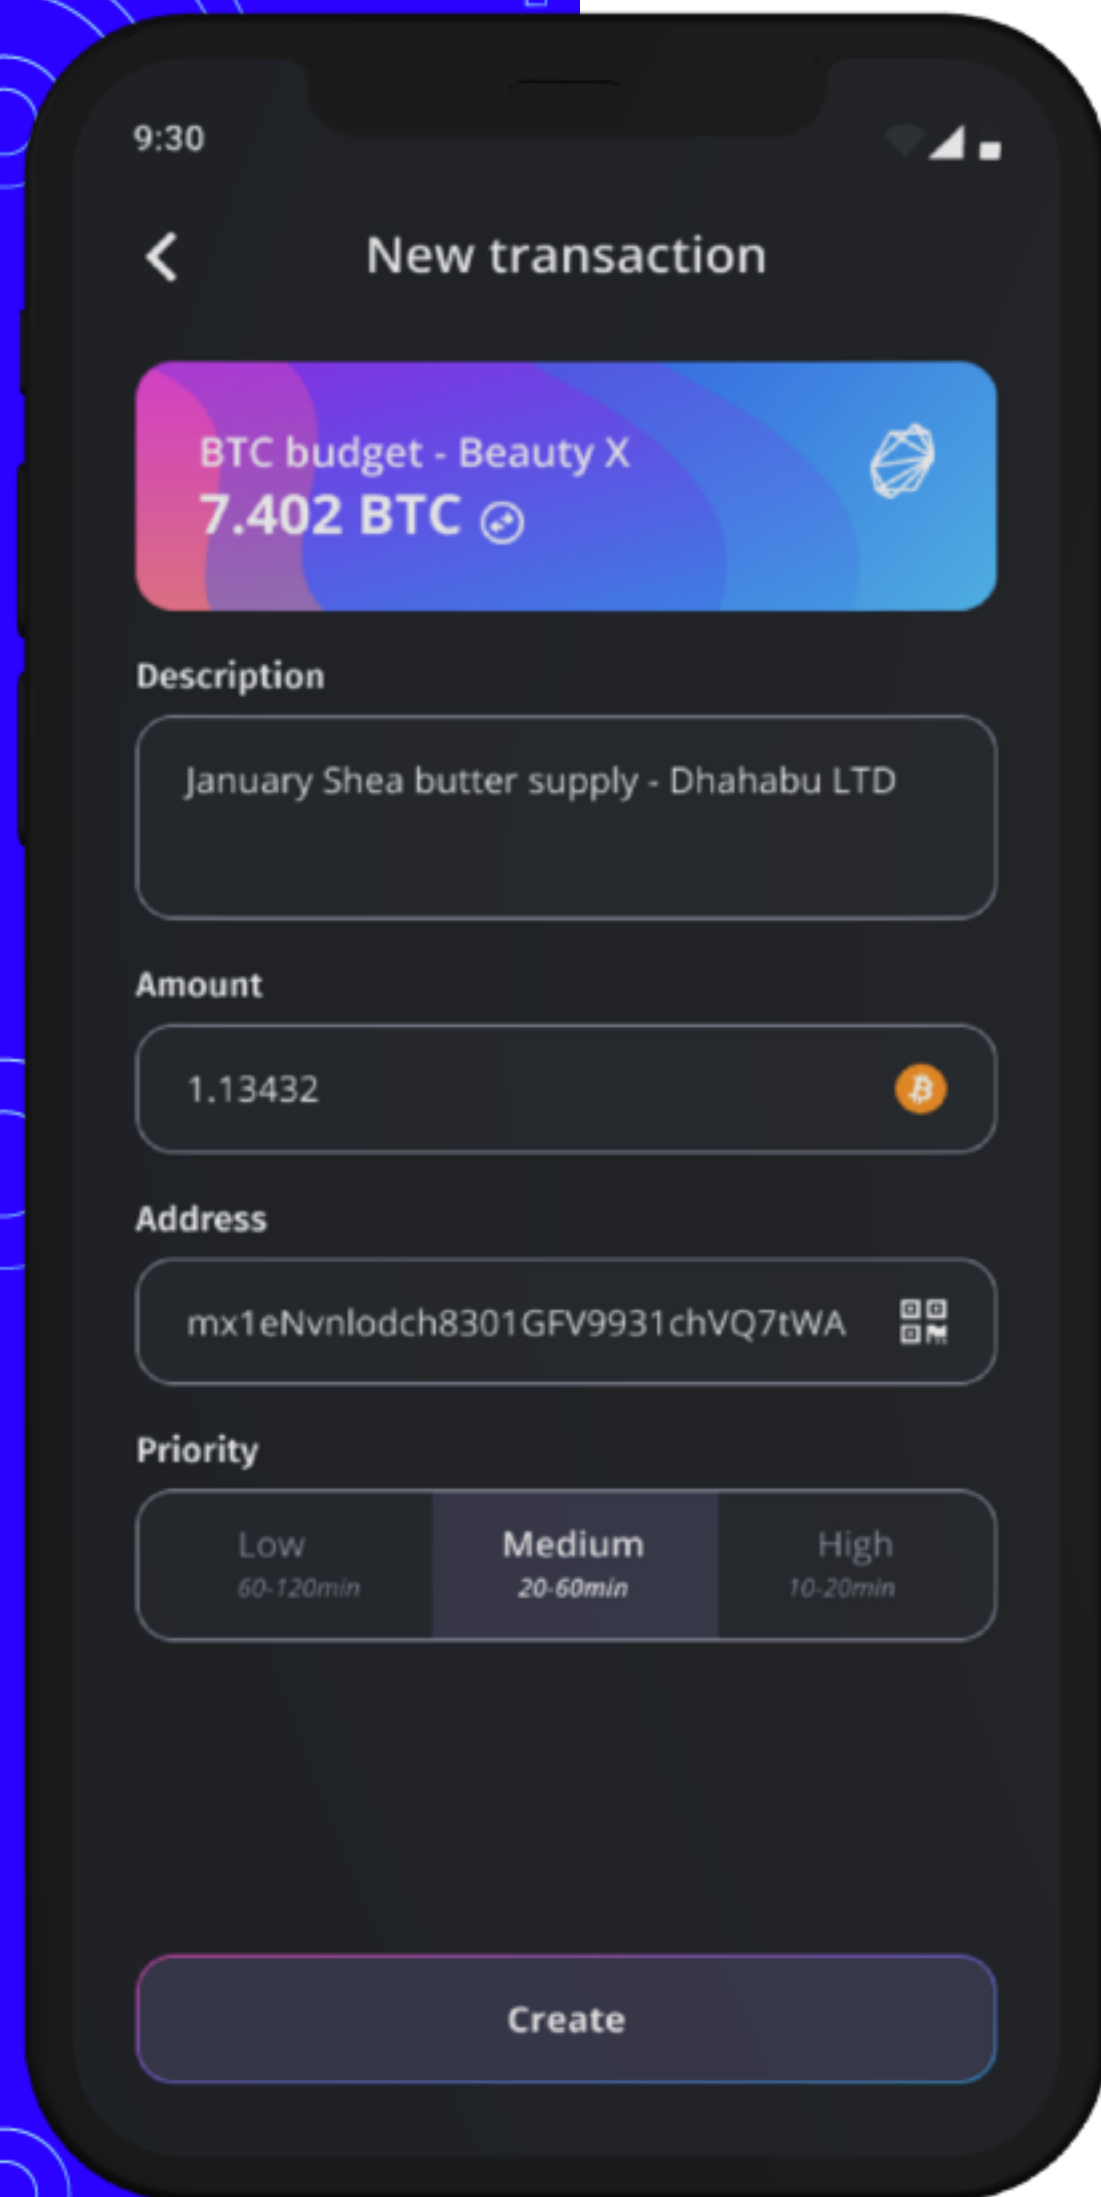 9:30
New transaction
BTC budget - Beauty X
7.402 BTC
Description
January Shea butter supply - Dhahabu LTD
Amount
1.13432
Address
mx1eNvnlodch8301GFV9931chVQ7tWA
Priority
Low
60-120min
Medium
20-60min
High
10-20min
Create